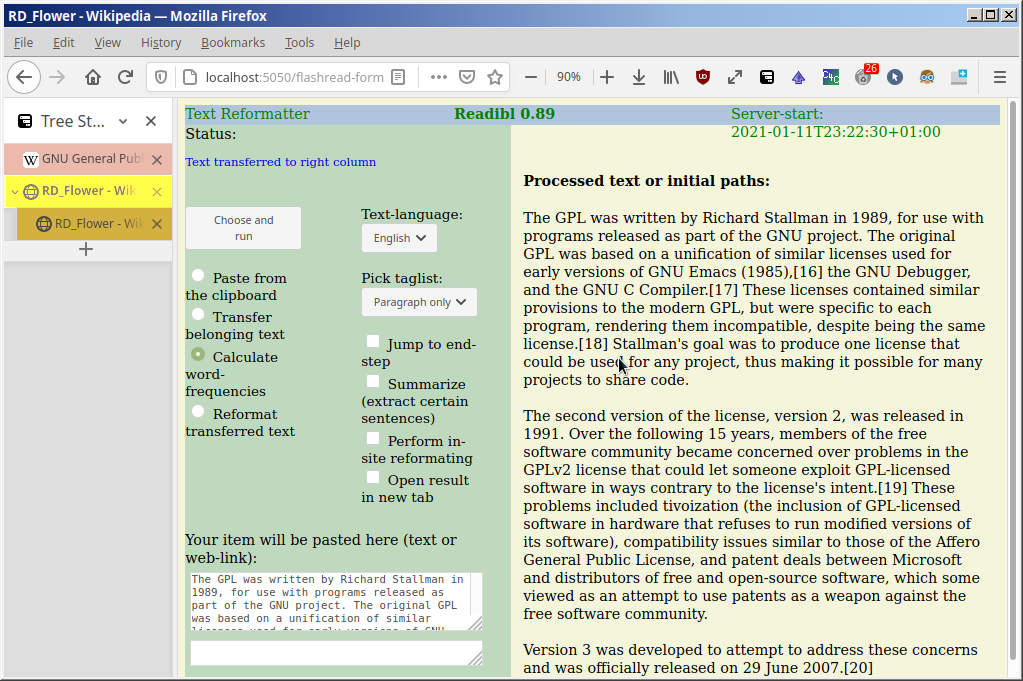 RD_Flower - Wikipedia — Mozilla Firefox
File Edit View History Bookmarks Tools Help
localhost:5050/flashread-form
90%
26
Tree St...
GNU General Publ
RD_Flower - Wik
RD_Flower - Wik
Text Reformatter
Readibl 0.89
Server-start:
2021-01-11T23:22:30+01:00
Status:
Text transferred to right column
Choose and
run
Text-language:
English
Paste from
the clipboard
Transfer
belonging text
Calculate
word-
frequencies
Reformat
transferred text
Pick taglist:
Paragraph only
Jump to end-
step
Summarize
(extract certain
sentences)
Perform in-
site reformating
Open result
in new tab
Your item will be pasted here (text or
web-link):
The GPL was written by Richard Stallman in
1989, for use with programs released as
part of the GNU project. The original GPL
was based on a unification of similar
licenses used for early versions of GNU
Processed text or initial paths:
The GPL was written by Richard Stallman in 1989, for use with
programs released as part of the GNU project. The original
GPL was based on a unification of similar licenses used for
early versions of GNU Emacs (1985),[16] the GNU Debugger,
and the GNU C Compiler.[17] These licenses contained similar
provisions to the modern GPL, but were specific to each
program, rendering them incompatible, despite being the same
license.[18] Stallman's goal was to produce one license that
could be used for any project, thus making it possible for many
projects to share code.
The second version of the license, version 2, was released in
1991. Over the following 15 years, members of the free
software community became concerned over problems in the
GPLv2 license that could let someone exploit GPL-licensed
software in ways contrary to the license's intent.[19] These
problems included tivoization (the inclusion of GPL-licensed
software in hardware that refuses to run modified versions of
its software), compatibility issues similar to those of the Affero
General Public License, and patent deals between Microsoft
and distributors of free and open-source software, which some
viewed as an attempt to use patents as a weapon against the
free software community.
Version 3 was developed to attempt to address these concerns
and was officially released on 29 June 2007.[20]